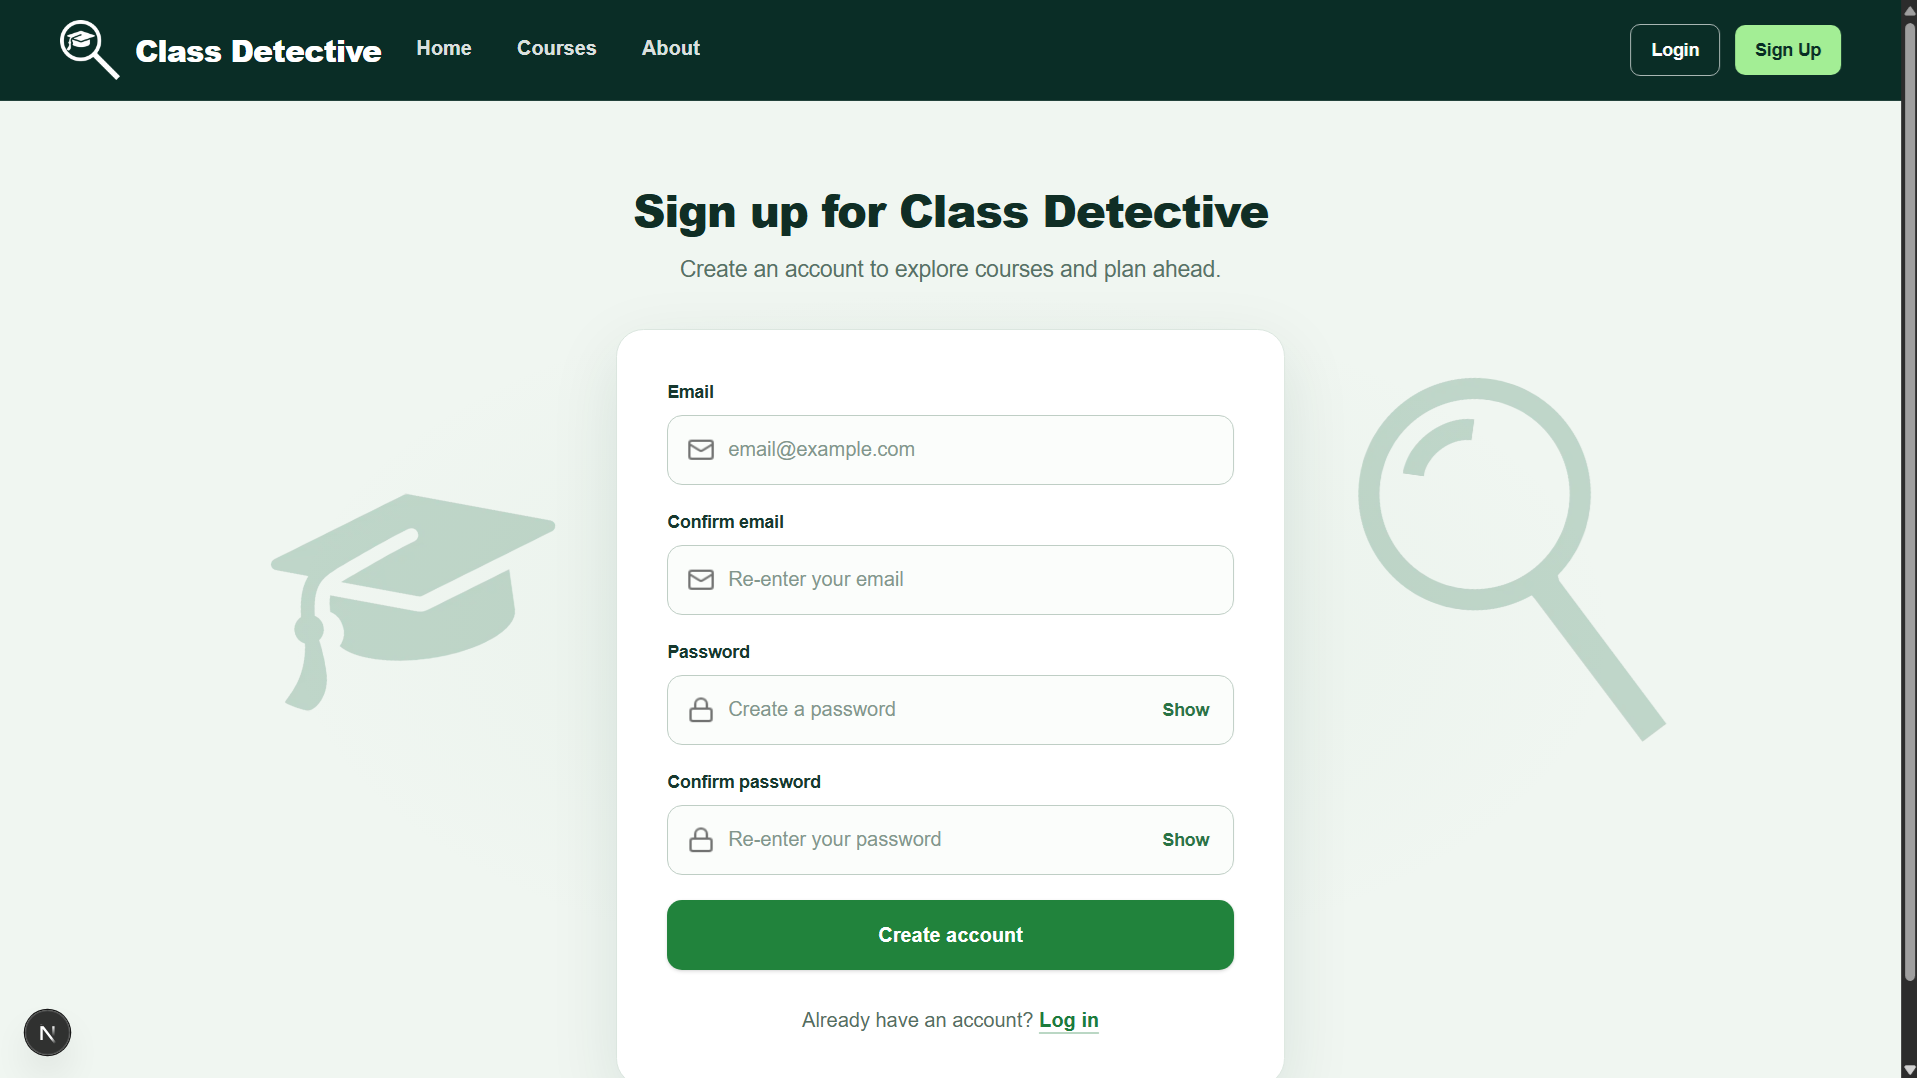 Class Detective
Home
Courses
About
Login
Sign Up
Sign up for Class Detective
Create an account to explore courses and plan ahead.
Email
email@example.com
Confirm email
Re-enter your email
Password
Create a password
Show
Confirm password
Re-enter your password
Show
Create account
Already have an account? Log in
N